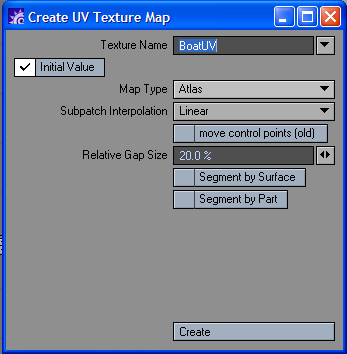 Create UV Texture Map
Texture Name BoatUV
Initial Value
Map Type Atlas
Subpatch Interpolation Linear
move control points (old)
Relative Gap Size 20.0 %
Segment by Surface
Segment by Part
Create